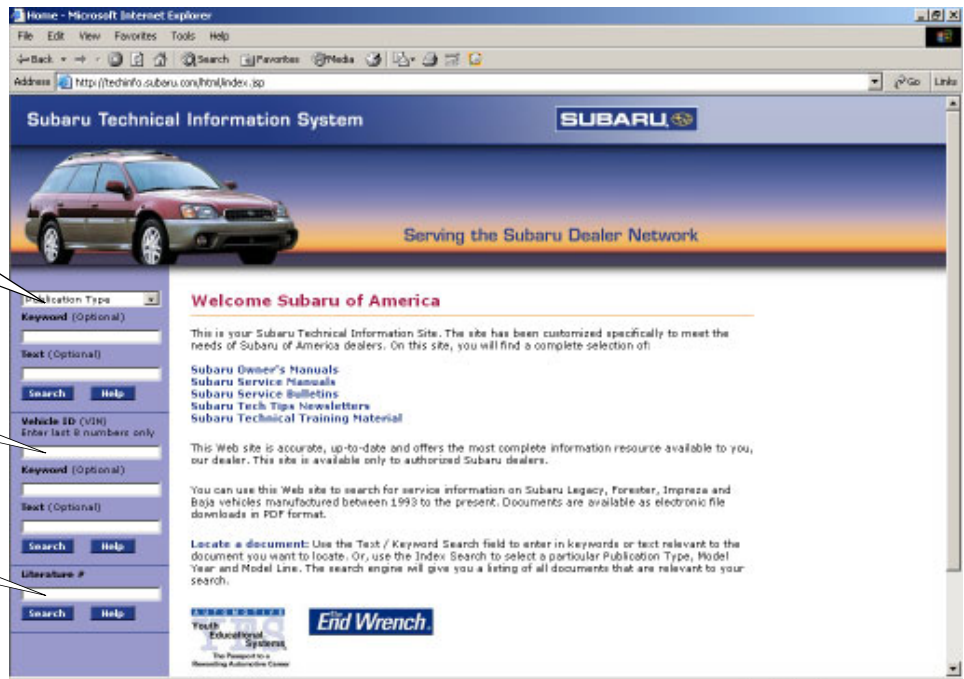 Home - Microsoft Internet Explorer
File Edit View Favorites Tools Help
Back Search Favorites Media
Address http://techinfo.subaru.com/html/index.jsp Go Links
Subaru Technical Information System
SUBARU
Serving the Subaru Dealer Network
Publication Type
Keyword (Optional)
Text (Optional)
Search Help
Vehicle ID (VIN)
Enter last 8 numbers only
Keyword (Optional)
Text (Optional)
Search Help
Literature #
Search Help
Welcome Subaru of America
This is your Subaru Technical Information Site. The site has been customized specifically to meet the
needs of Subaru of America dealers. On this site, you will find a complete selection of:
Subaru Owner's Manuals
Subaru Service Manuals
Subaru Service Bulletins
Subaru Tech Tips Newsletters
Subaru Technical Training Material
This Web site is accurate, up-to-date and offers the most complete information resource available to you,
our dealer. This site is available only to authorized Subaru dealers.
You can use this Web site to search for service information on Subaru Legacy, Forester, Impreza and
Baja vehicles manufactured between 1993 to the present. Documents are available as electronic file
downloads in PDF format.
Locate a document: Use the Text / Keyword Search field to enter in keywords or text relevant to the
document you want to locate. Or, use the Index Search to select a particular Publication Type, Model
Year and Model Line. The search engine will give you a listing of all documents that are relevant to your
search.
AUTOMOTIVE
YES
Youth
Educational
Systems
The Passport to a
Rewarding Automotive Career
The
End Wrench.